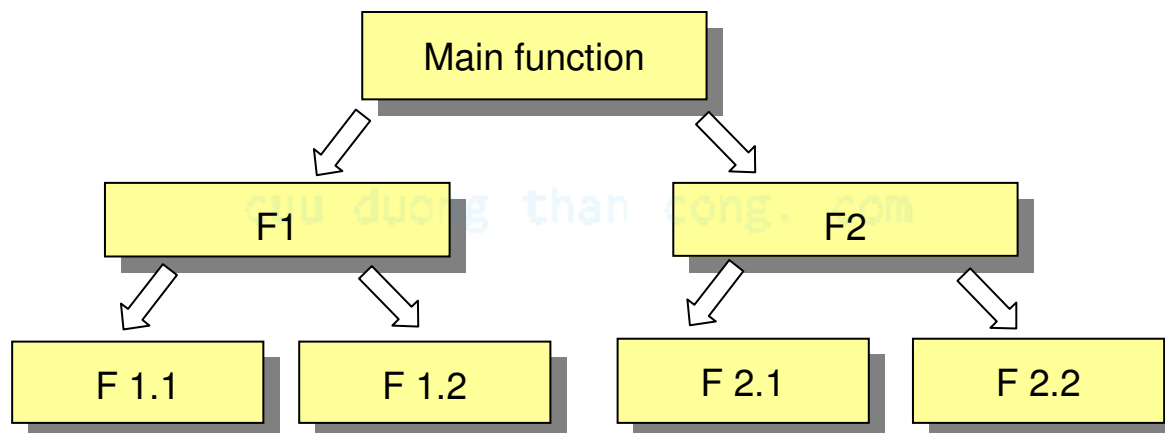 Main function
cuu duong than cong. com
F1
F2
F 1.1
F 1.2
F 2.1
F 2.2